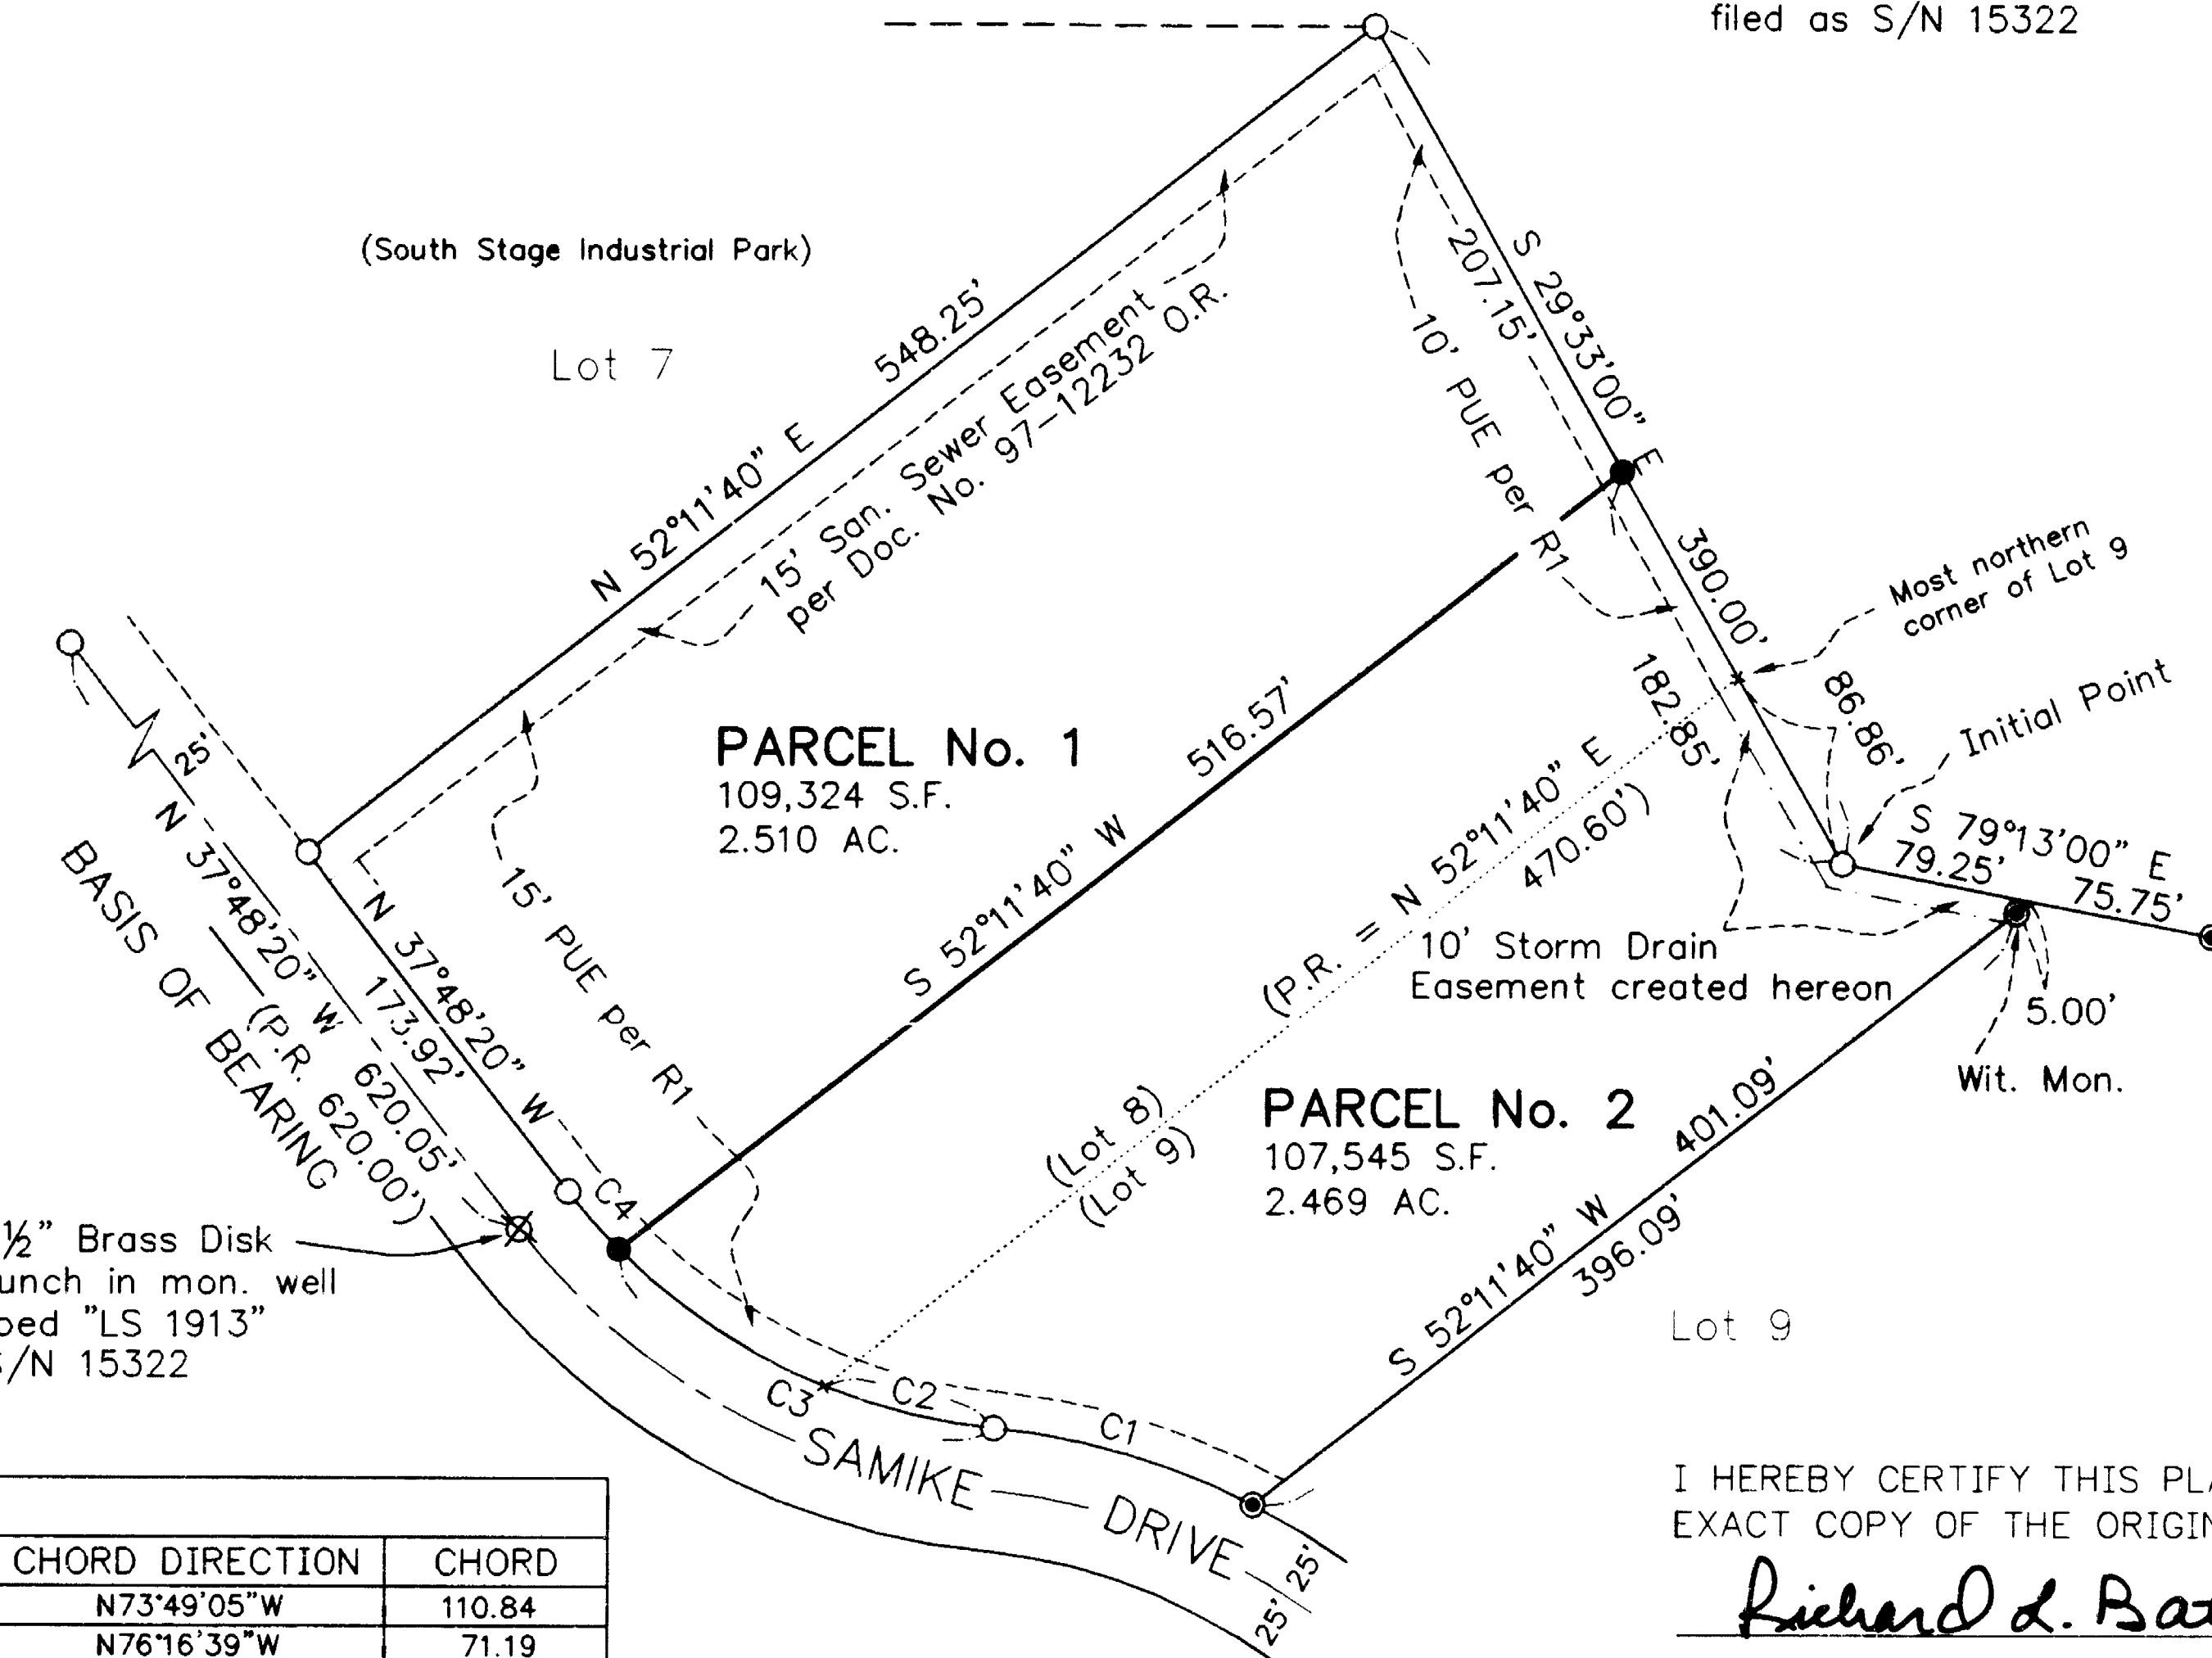 filed as S/N 15322
(South Stage Industrial Park)
Lot 7
548.25'
N 52°11'40" E
15' San. Sewer Easement
per Doc. No. 97-12232 O.R.
S 29°33'00" E
207.15'
10' PUE per R1
390.00'
Most northern
corner of Lot 9
182.85'
86.86'
Initial Point
S 79°13'00" E
79.25'
75.75'
25'
N 37°48'20" W 620.05'
(P.R. 620.00')
BASIS OF BEARING
N 37°48'20" W
173.92'
15' PUE per R1
PARCEL No. 1
109,324 S.F.
2.510 AC.
516.57'
S 52°11'40" W
(P.R. = N 52°11'40" E
470.60')
10' Storm Drain
Easement created hereon
5.00'
Wit. Mon.
(Lot 8)
(Lot 9)
PARCEL No. 2
107,545 S.F.
2.469 AC.
401.09'
S 52°11'40" W
396.09'
Lot 9
C4
½" Brass Disk
unch in mon. well
ped "LS 1913"
S/N 15322
C3
C2
C1
SAMIKE DRIVE
25'
25'
CHORD DIRECTION CHORD
N73°49'05"W 110.84
N76°16'39"W 71.19
I HEREBY CERTIFY THIS PLA
EXACT COPY OF THE ORIGIN
Richard L. Bat